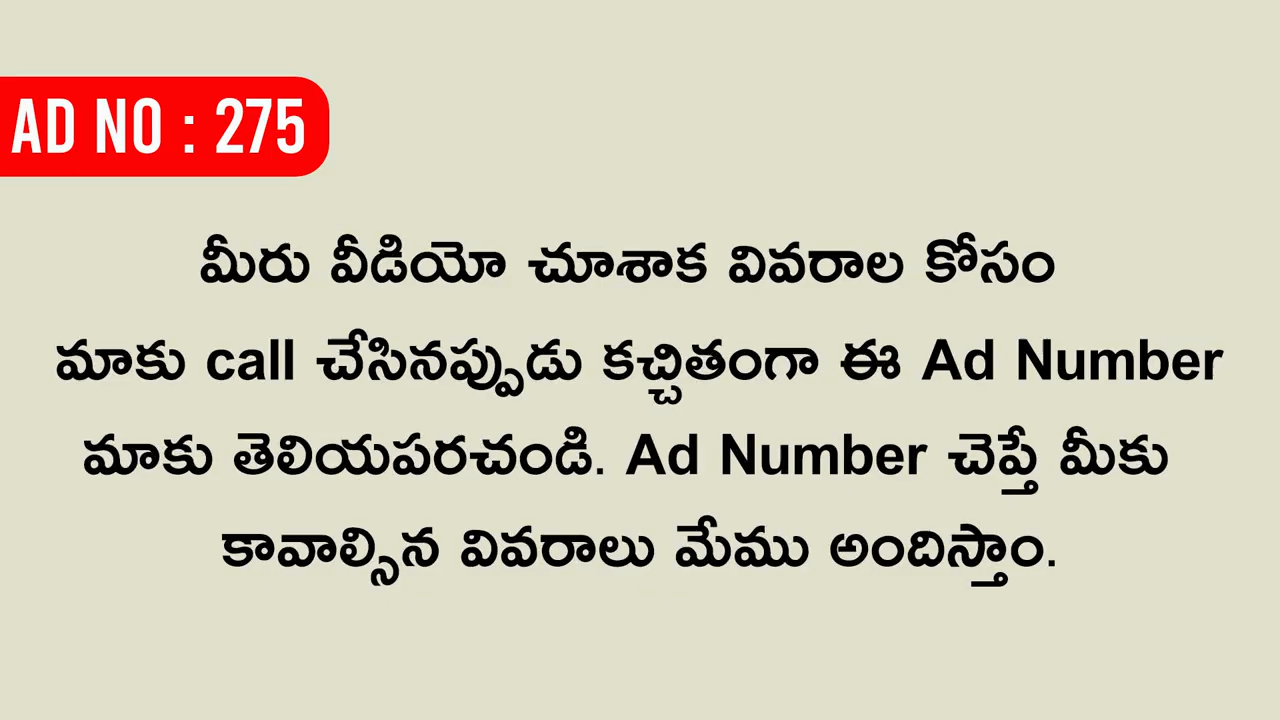 AD NO : 275
మీరు వీడియో చూశాక వివరాల కోసం
మాకు call చేసినప్పుడు కచ్చితంగా ఈ Ad Number
మాకు తెలియపరచండి. Ad Number చెప్తే మీకు
కావాల్సిన వివరాలు మేము అందిస్తాం.